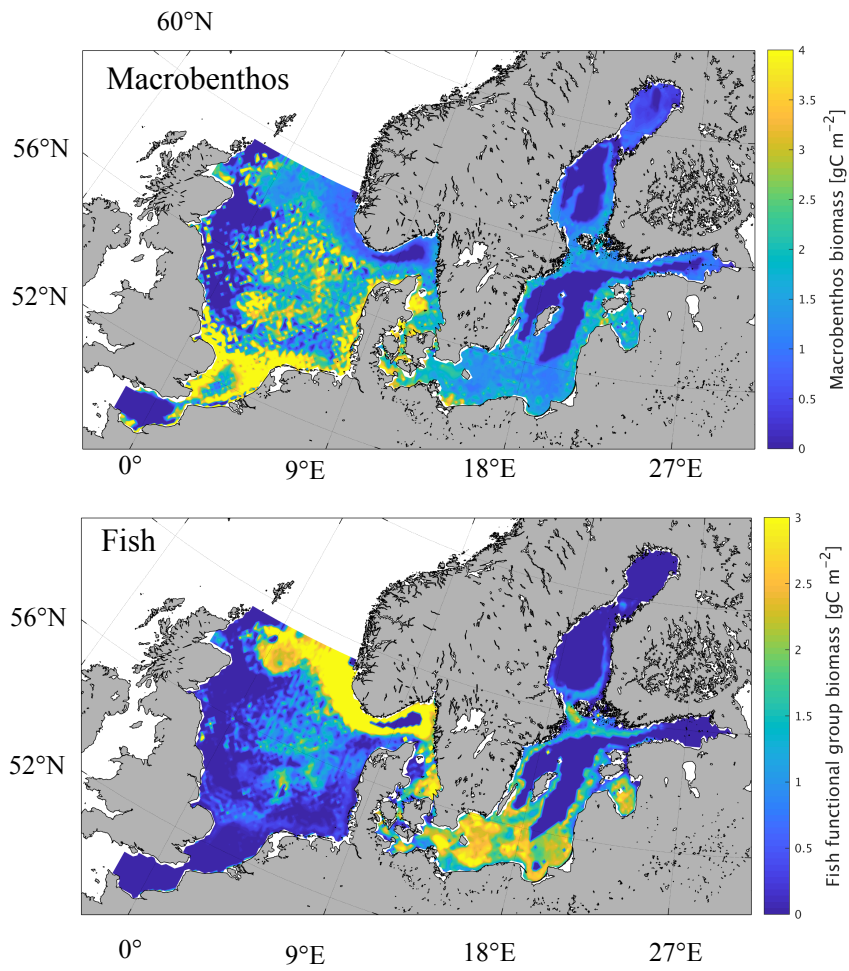 60°N
Macrobenthos
56°N
52°N
0°
9°E
18°E
27°E
4
3.5
3
2.5
2
1.5
1
0.5
0
Macrobenthos biomass [gC m⁻²]
Fish
56°N
52°N
0°
9°E
18°E
27°E
3
2.5
2
1.5
1
0.5
0
Fish functional group biomass [gC m⁻²]